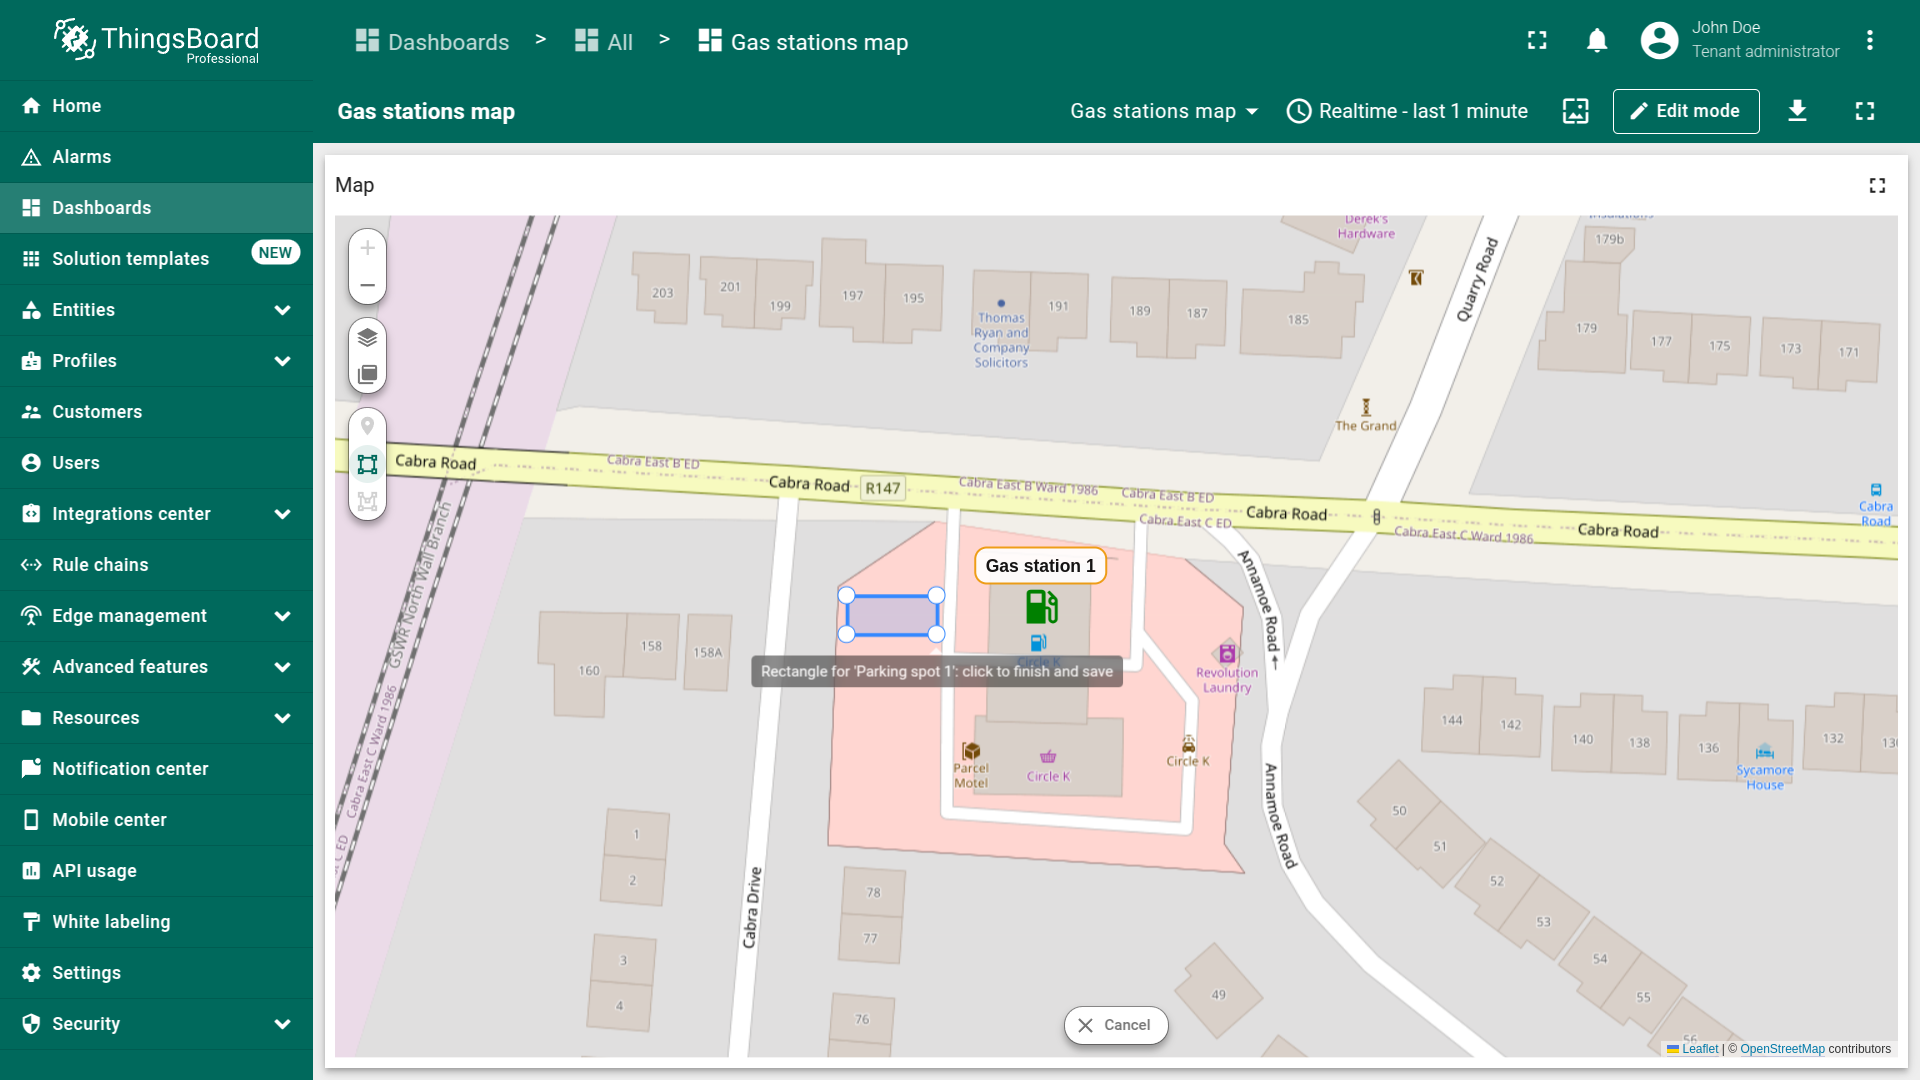 ThingsBoard
Professional
Dashboards > All > Gas stations map
John Doe
Tenant administrator
Home
Alarms
Dashboards
Solution templates NEW
Entities
Profiles
Customers
Users
Integrations center
Rule chains
Edge management
Advanced features
Resources
Notification center
Mobile center
API usage
White labeling
Settings
Security
Gas stations map
Gas stations map
Realtime - last 1 minute
Edit mode
Map
Derek's
Hardware
179b
Quarry Road
203
201
199
197
195
Thomas
Ryan and
Company
Solicitors
191
189
187
185
179
177
175
173
171
The Grand
Cabra Road
Cabra East B ED
Cabra Road
R147
Cabra East B Ward 1986
Cabra East B ED
Cabra East C ED
Cabra Road
Cabra East C Ward 1986
Cabra Road
Cabra
Road
GSWR North Wall Branch
Cabra East C Ward 1986
C ED
Gas station 1
Circle K
Rectangle for 'Parking spot 1': click to finish and save
Annamoe Road
Revolution
Laundry
160
158
158A
Parcel
Motel
Circle K
Circle K
144
142
140
138
136
132
130
Sycamore
House
Annamoe Road
Cabra Drive
1
2
3
4
78
77
76
50
51
52
53
54
55
56
49
Cancel
Leaflet | © OpenStreetMap contributors